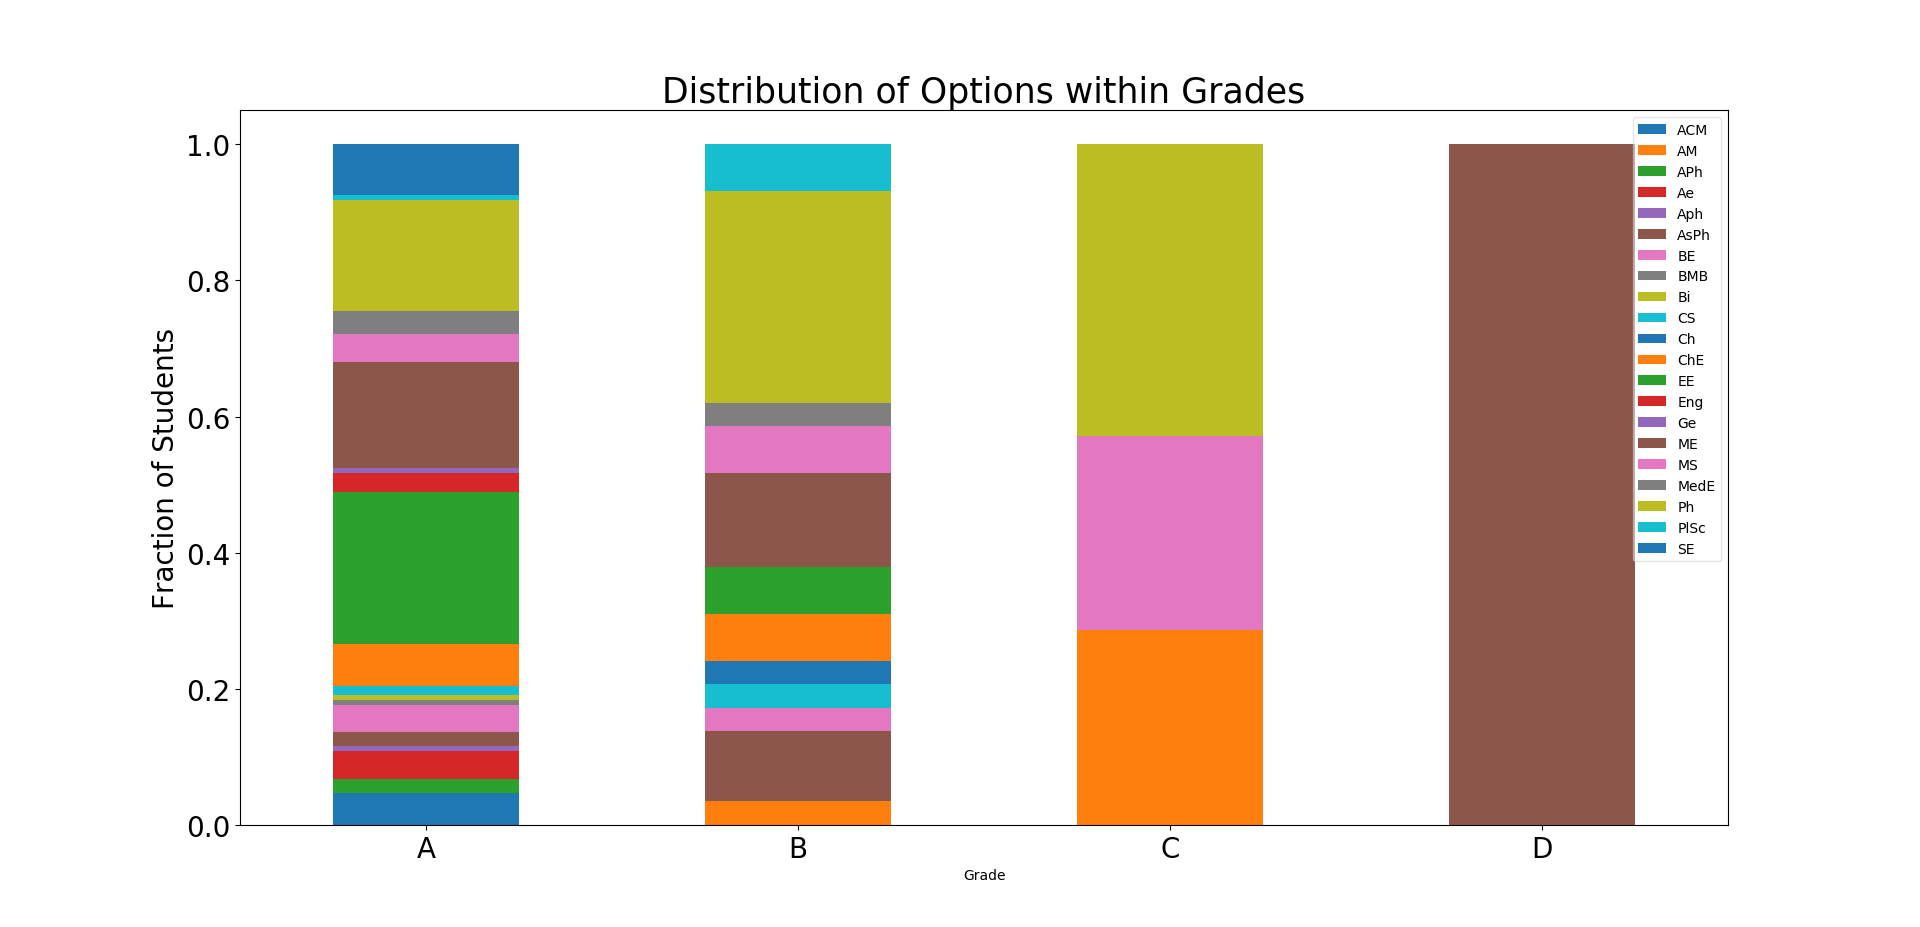 Distribution of Options within Grades
Fraction of Students
1.0
0.8
0.6
0.4
0.2
0.0
A
B
C
D
Grade
ACM
AM
APh
Ae
Aph
AsPh
BE
BMB
Bi
CS
Ch
ChE
EE
Eng
Ge
ME
MS
MedE
Ph
PlSc
SE